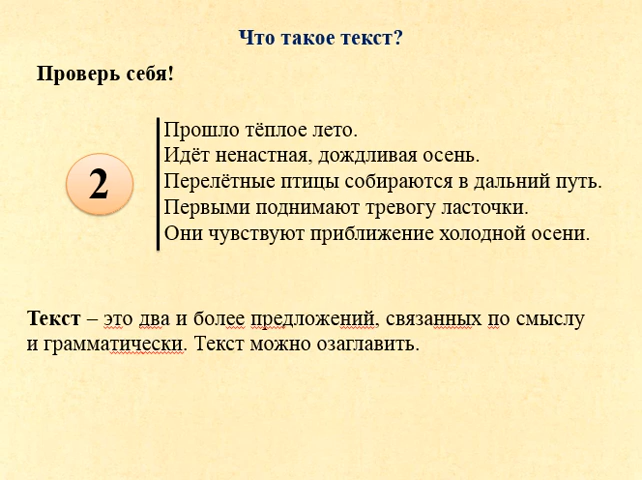 Что такое текст?
Проверь себя!
2
Прошло тёплое лето.
Идёт ненастная, дождливая осень.
Перелётные птицы собираются в дальний путь.
Первыми поднимают тревогу ласточки.
Они чувствуют приближение холодной осени.
Текст – это два и более предложений, связанных по смыслу
и грамматически. Текст можно озаглавить.